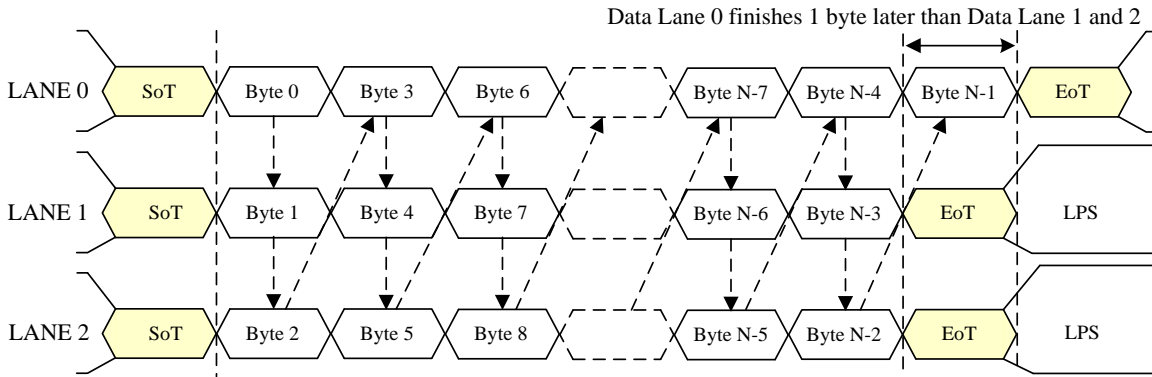 Data Lane 0 finishes 1 byte later than Data Lane 1 and 2
LANE 0 SoT Byte 0 Byte 3 Byte 6 Byte N-7 Byte N-4 Byte N-1 EoT
LANE 1 SoT Byte 1 Byte 4 Byte 7 Byte N-6 Byte N-3 EoT LPS
LANE 2 SoT Byte 2 Byte 5 Byte 8 Byte N-5 Byte N-2 EoT LPS